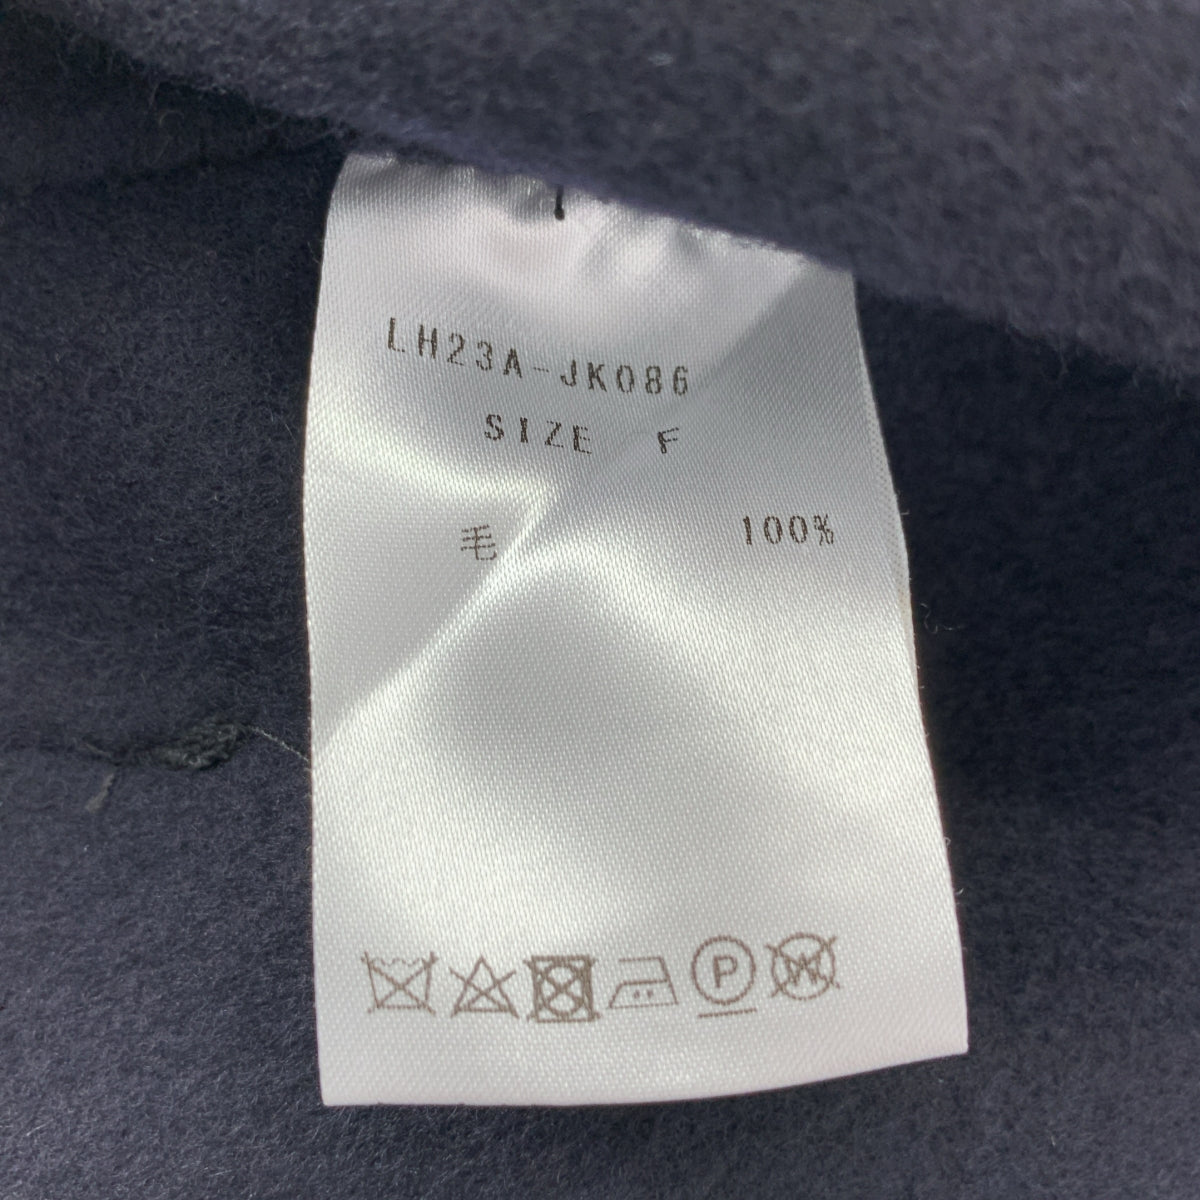 LH23A-JK086
SIZE F
毛 100%
P W